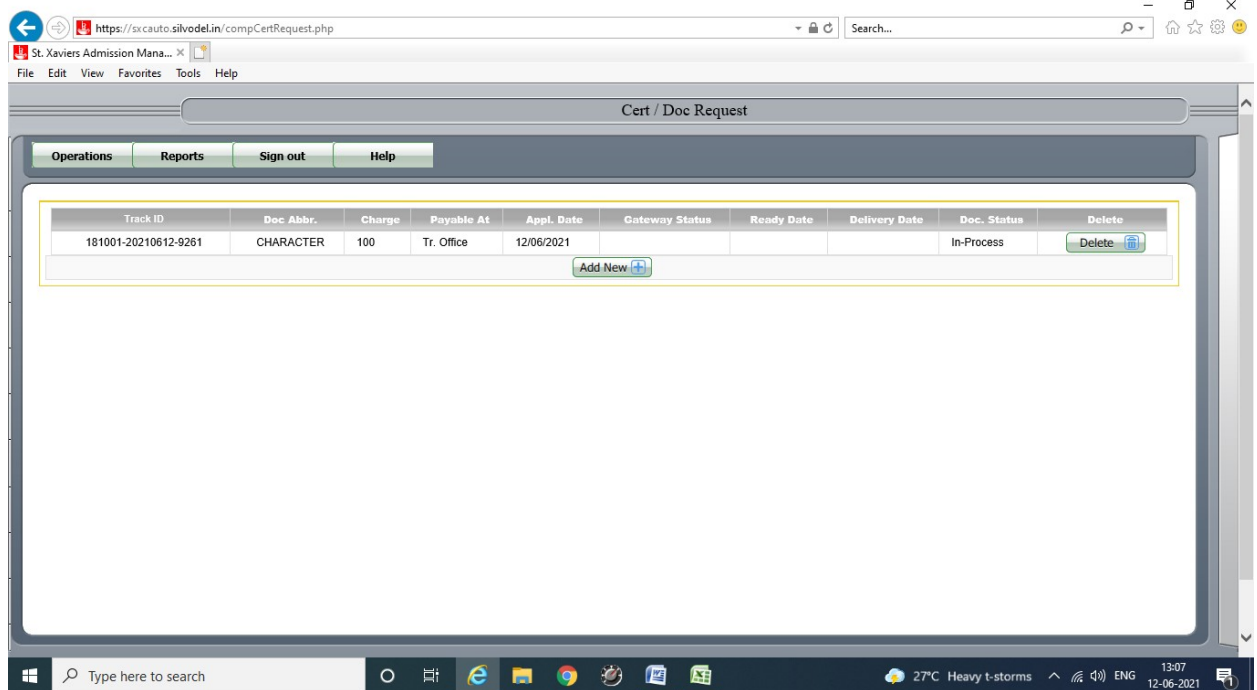 https://sxcauto.silvodel.in/compCertRequest.php
Search...
St. Xaviers Admission Mana...
File Edit View Favorites Tools Help
Cert / Doc Request
Operations Reports Sign out Help
Track ID Doc Abbr. Charge Payable At Appl. Date Gateway Status Ready Date Delivery Date Doc. Status Delete
181001-20210612-9261 CHARACTER 100 Tr. Office 12/06/2021 In-Process Delete
Add New
Type here to search
27°C Heavy t-storms ENG
13:07
12-06-2021
1